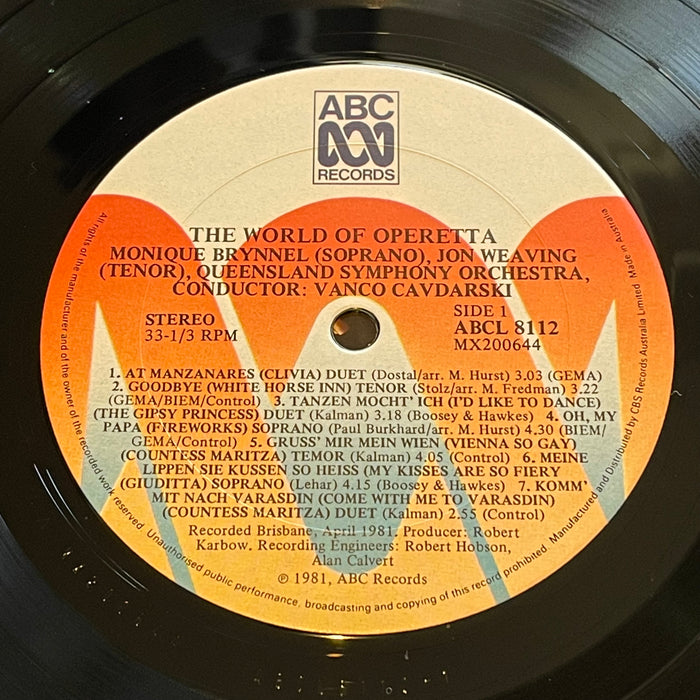 ABC
RECORDS
THE WORLD OF OPERETTA
MONIQUE BRYNNEL (SOPRANO), JON WEAVING
(TENOR), QUEENSLAND SYMPHONY ORCHESTRA,
CONDUCTOR: VANCO CAVDARSKI
STEREO
33-1/3 RPM
SIDE 1
ABCL 8112
MX200644
1. AT MANZANARES (CLIVIA) DUET (Dostal/arr. M. Hurst) 3.03 (GEMA)
2. GOODBYE (WHITE HORSE INN) TENOR (Stolz/arr. M. Fredman) 3.22
(GEMA/BIEM/Control) 3. TANZEN MOCHT' ICH (I'D LIKE TO DANCE)
(THE GIPSY PRINCESS) DUET (Kalman) 3.18 (Boosey & Hawkes) 4. OH, MY
PAPA (FIREWORKS) SOPRANO (Paul Burkhard/arr. M. Hurst) 4.30 (BIEM/
GEMA/Control) 5. GRUSS' MIR MEIN WIEN (VIENNA SO GAY)
(COUNTESS MARITZA) TEMOR (Kalman) 4.05 (Control) 6. MEINE
LIPPEN SIE KUSSEN SO HEISS (MY KISSES ARE SO FIERY
(GIUDITTA) SOPRANO (Lehar) 4.15 (Boosey & Hawkes) 7. KOMM'
MIT NACH VARASDIN (COME WITH ME TO VARASDIN)
(COUNTESS MARITZA) DUET (Kalman) 2.55 (Control)
Recorded Brisbane, April 1981. Producer: Robert
Karbow. Recording Engineers: Robert Hobson,
Alan Calvert
℗ 1981, ABC Records
All rights of the manufacturer and of the owner of the recorded work reserved. Unauthorised public performance, broadcasting and copying of this record prohibited. Manufactured and Distributed by CBS Records Australia Limited Made in Australia